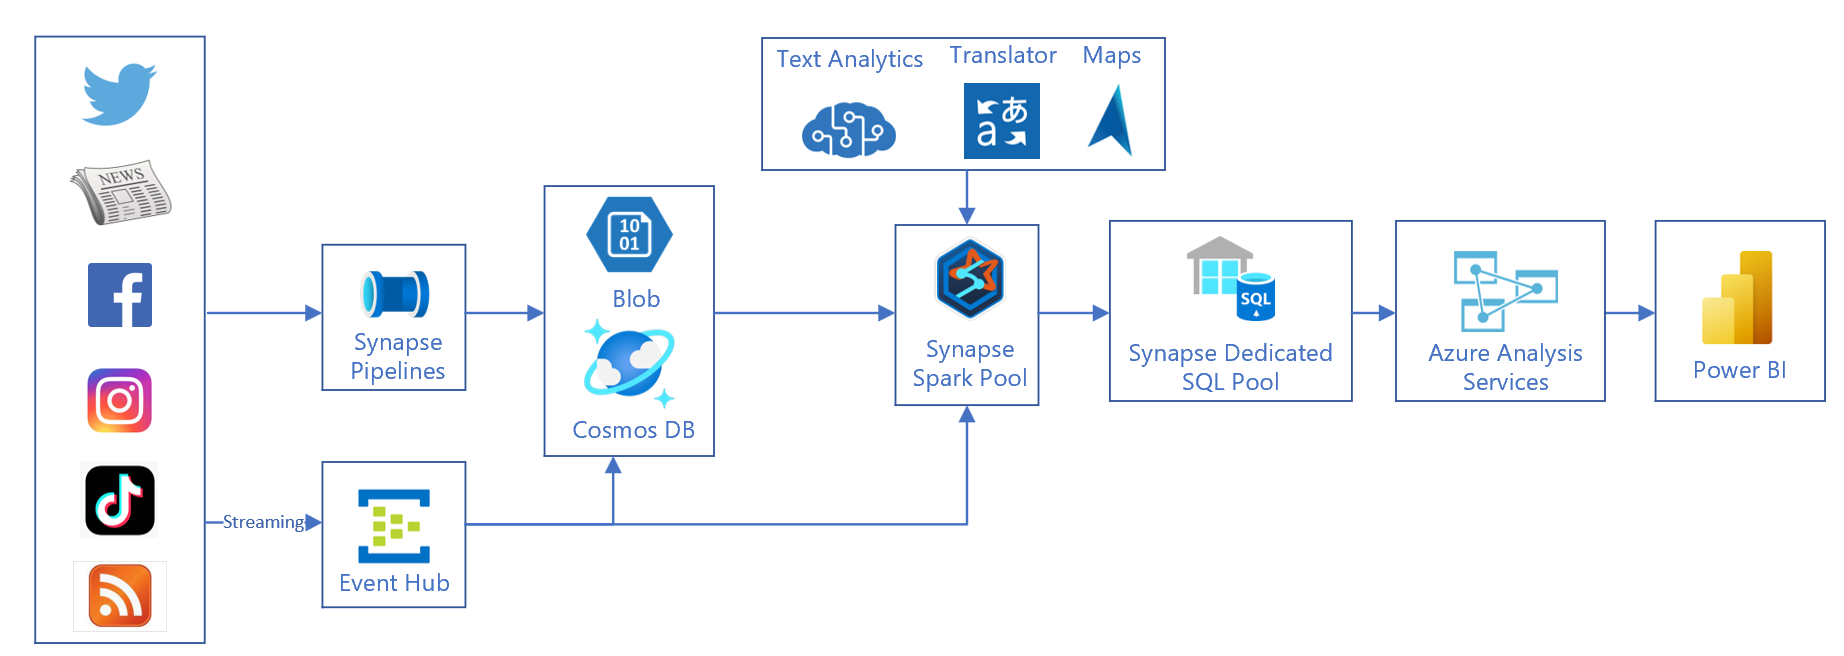 Text Analytics
Translator
Maps
NEWS
10
01
Blob
Synapse
Pipelines
Cosmos DB
Streaming
Event Hub
あ
a
Synapse
Spark Pool
SQL
Synapse Dedicated
SQL Pool
Azure Analysis
Services
Power BI